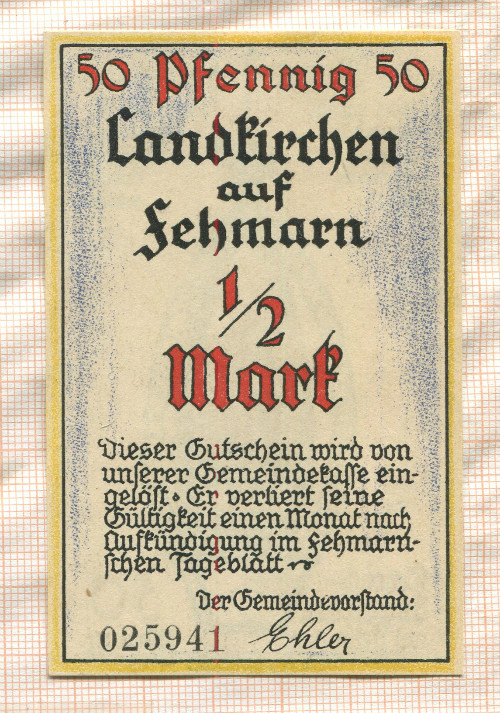 50 Pfennig 50
Landkirchen
auf
Fehmarn
1/2
Mark
Dieser Gutschein wird von
unserer Gemeindekasse ein-
gelöst · Er verliert seine
Gültigkeit einen Monat nach
Aufkündigung im Fehmarn-
schen Tageblatt
Der Gemeindevorstand:
025941 Ehler